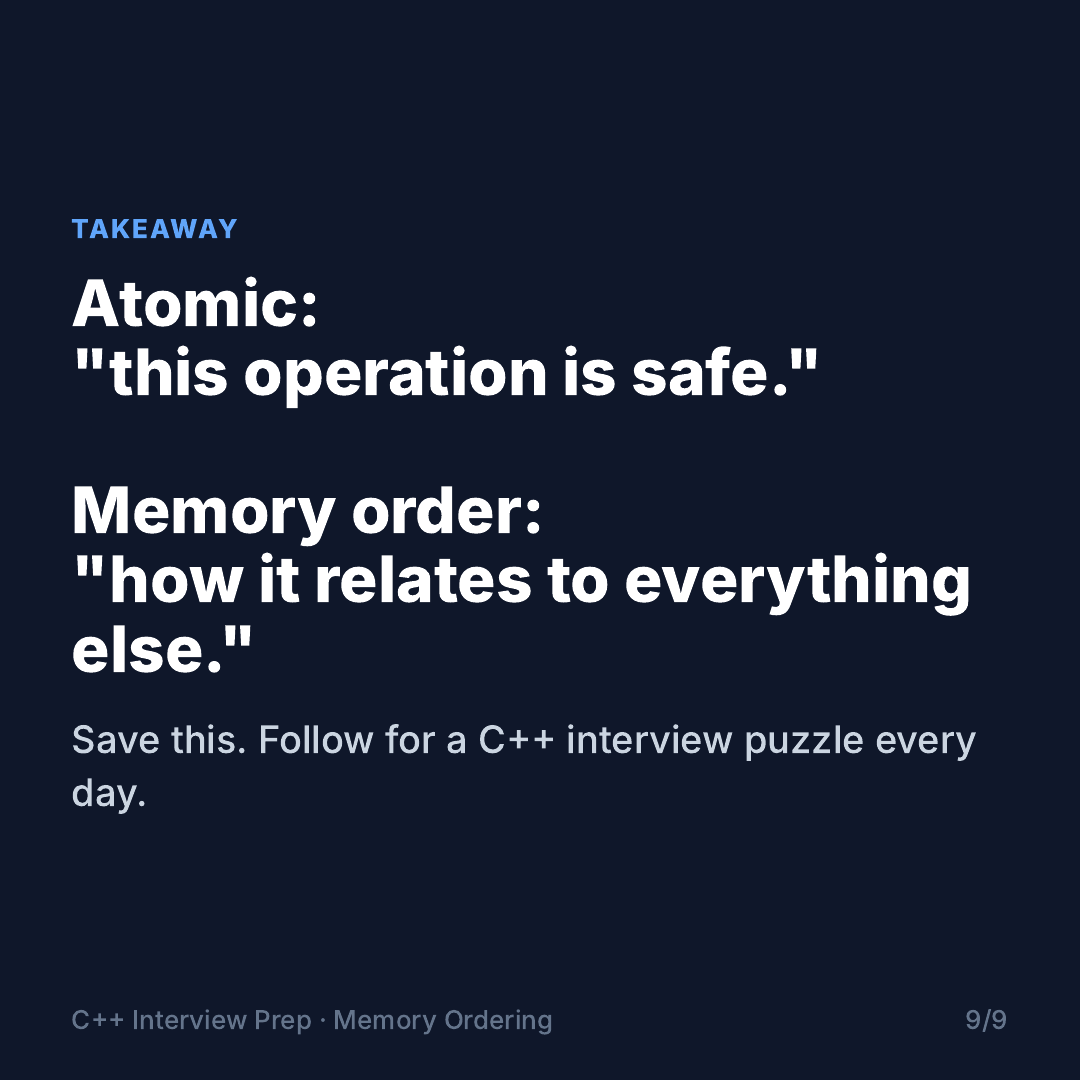 TAKEAWAY
Atomic:
"this operation is safe."
Memory order:
"how it relates to everything
else."
Save this. Follow for a C++ interview puzzle every
day.
C++ Interview Prep · Memory Ordering
9/9